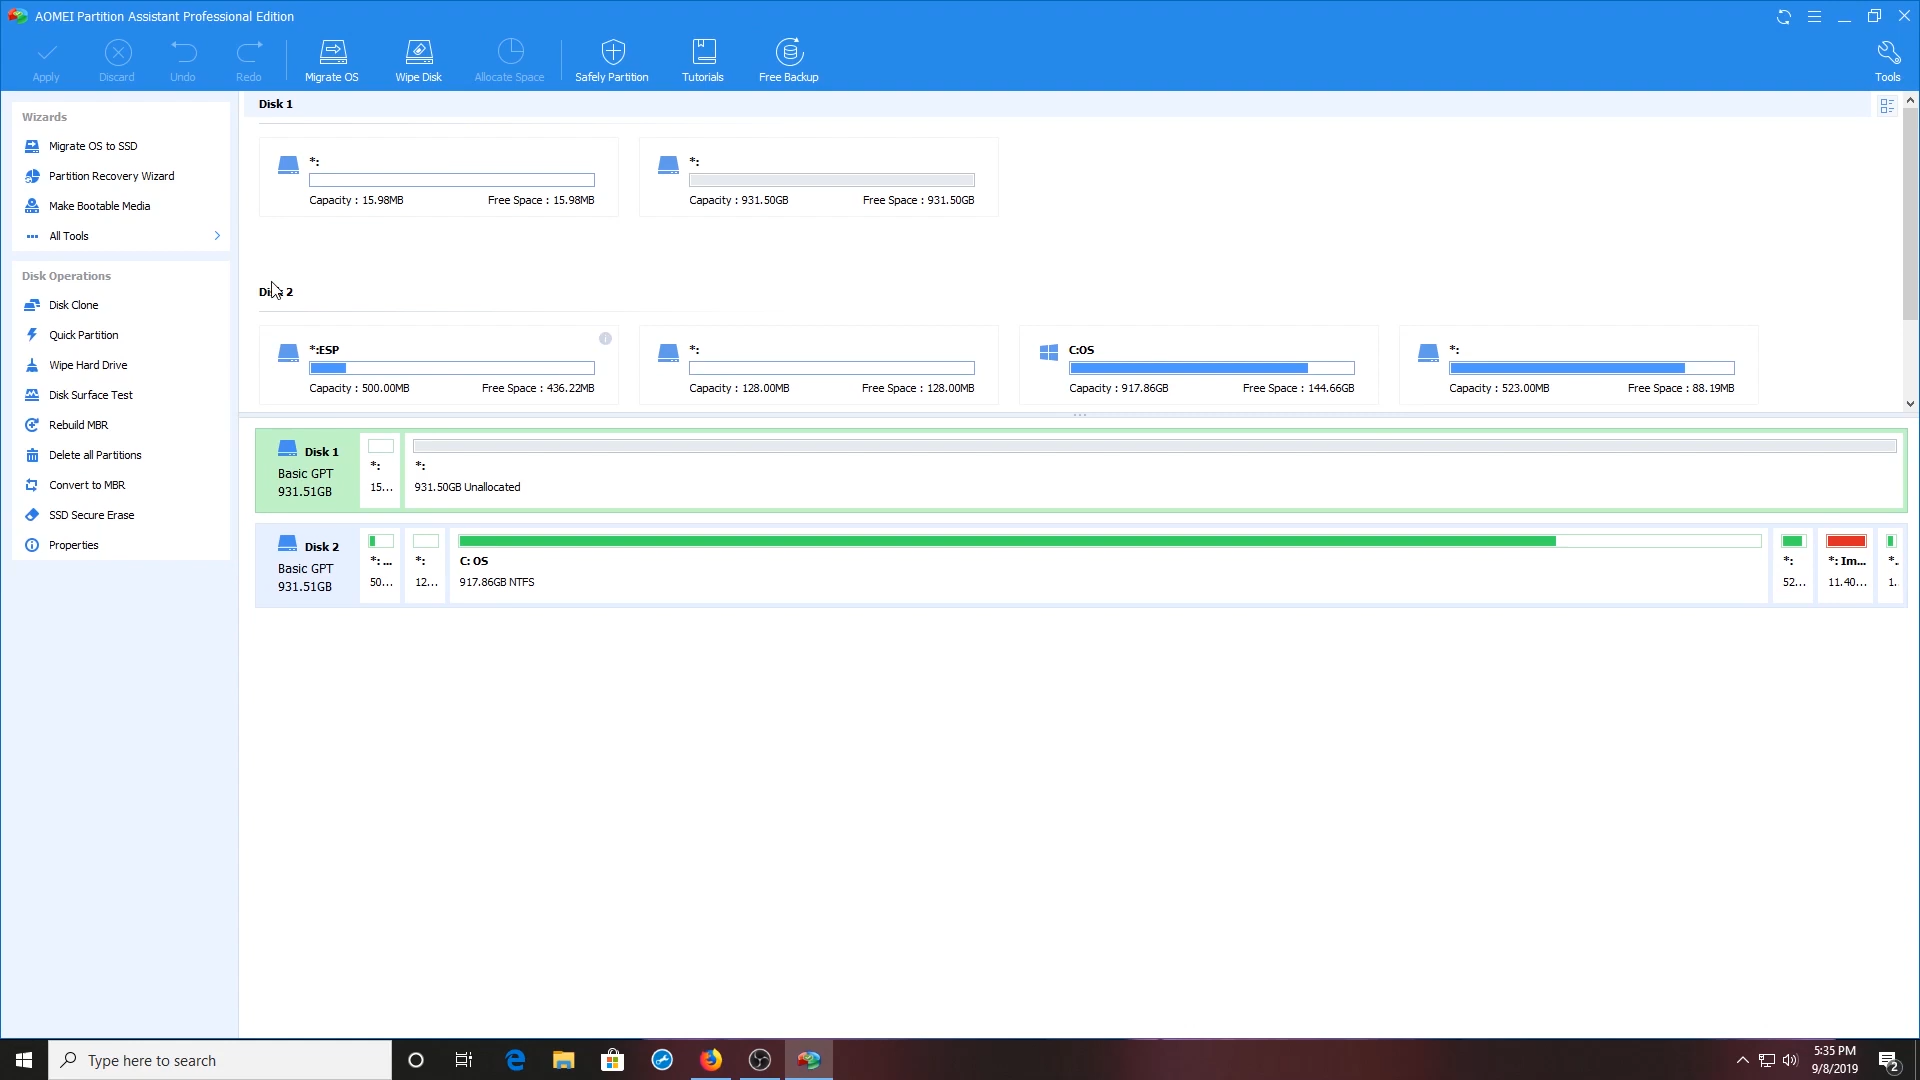 AOMEI Partition Assistant Professional Edition
Apply
Discard
Undo
Redo
Migrate OS
Wipe Disk
Allocate Space
Safely Partition
Tutorials
Free Backup
Tools
Wizards
Migrate OS to SSD
Partition Recovery Wizard
Make Bootable Media
All Tools
Disk Operations
Disk Clone
Quick Partition
Wipe Hard Drive
Disk Surface Test
Rebuild MBR
Delete all Partitions
Convert to MBR
SSD Secure Erase
Properties
Disk 1
*:
Capacity : 15.98MB Free Space : 15.98MB
*:
Capacity : 931.50GB Free Space : 931.50GB
Disk 2
*:ESP
Capacity : 500.00MB Free Space : 436.22MB
*:
Capacity : 128.00MB Free Space : 128.00MB
C:OS
Capacity : 917.86GB Free Space : 144.66GB
*:
Capacity : 523.00MB Free Space : 88.19MB
Disk 1
Basic GPT
931.51GB
*:
15...
*:
931.50GB Unallocated
Disk 2
Basic GPT
931.51GB
*: ...
50...
*:
12...
C: OS
917.86GB NTFS
*:
52...
*: Im...
11.40...
*.
1.
Type here to search
5:35 PM
9/8/2019
2